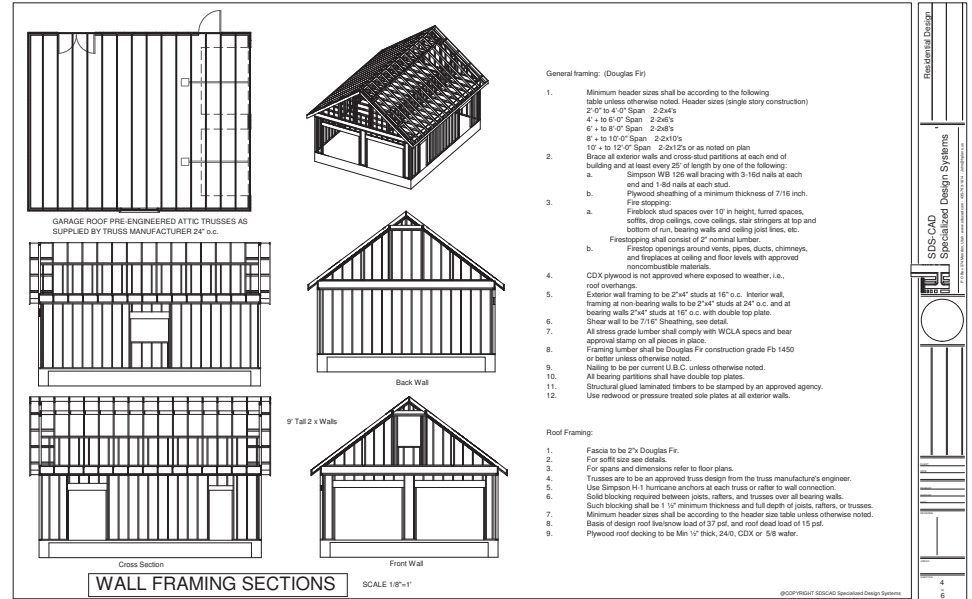 GARAGE ROOF PRE-ENGINEERED ATTIC TRUSSES AS
SUPPLIED BY TRUSS MANUFACTURER 24" o.c.
Back Wall
9' Tall 2 x Walls
Cross Section
Front Wall
WALL FRAMING SECTIONS
SCALE 1/8"=1'
General framing: (Douglas Fir)
1. Minimum header sizes shall be according to the following
table unless otherwise noted. Header sizes (single story construction)
2'-0" to 4'-0" Span 2-2x4's
4' + to 6'-0" Span 2-2x6's
6' + to 8'-0" Span 2-2x8's
8' + to 10'-0" Span 2-2x10's
10' + to 12'-0" Span 2-2x12's or as noted on plan
2. Brace all exterior walls and cross-stud partitions at each end of
building and at least every 25' of length by one of the following:
a. Simpson WB 126 wall bracing with 3-16d nails at each
end and 1-8d nails at each stud.
b. Plywood sheathing of a minimum thickness of 7/16 inch.
3. Fire stopping:
a. Fireblock stud spaces over 10' in height, furred spaces,
soffits, drop ceilings, cove ceilings, stair stringers at top and
bottom of run, bearing walls and ceiling joist lines, etc.
Firestopping shall consist of 2" nominal lumber.
b. Firestop openings around vents, pipes, ducts, chimneys,
and fireplaces at ceiling and floor levels with approved
noncombustible materials.
4. CDX plywood is not approved where exposed to weather, i.e.,
roof overhangs.
5. Exterior wall framing to be 2"x4" studs at 16" o.c. Interior wall,
framing at non-bearing walls to be 2"x4" studs at 24" o.c. and at
bearing walls 2"x4" studs at 16" o.c. with double top plate.
6. Shear wall to be 7/16" Sheathing, see detail.
7. All stress grade lumber shall comply with WCLA specs and bear
approval stamp on all pieces in place.
8. Framing lumber shall be Douglas Fir construction grade Fb 1450
or better unless otherwise noted.
9. Nailing to be per current U.B.C. unless otherwise noted.
10. All bearing partitions shall have double top plates.
11. Structural glued laminated timbers to be stamped by an approved agency.
12. Use redwood or pressure treated sole plates at all exterior walls.
Roof Framing:
1. Fascia to be 2"x Douglas Fir.
2. For soffit size see details.
3. For spans and dimensions refer to floor plans.
4. Trusses are to be an approved truss design from the truss manufacture's engineer.
5. Use Simpson H-1 hurricane anchors at each truss or rafter to wall connection.
6. Solid blocking required between joists, rafters, and trusses over all bearing walls.
Such blocking shall be 1 ½" minimum thickness and full depth of joists, rafters, or trusses.
7. Minimum header sizes shall be according to the header size table unless otherwise noted.
8. Basis of design roof live/snow load of 37 psf, and roof dead load of 15 psf.
9. Plywood roof decking to be Min ½" thick, 24/0, CDX or 5/8 wafer.
@COPYRIGHT SDSCAD Specialized Design Systems
Residential Design
SDS-CAD
Specialized Design Systems
4
6